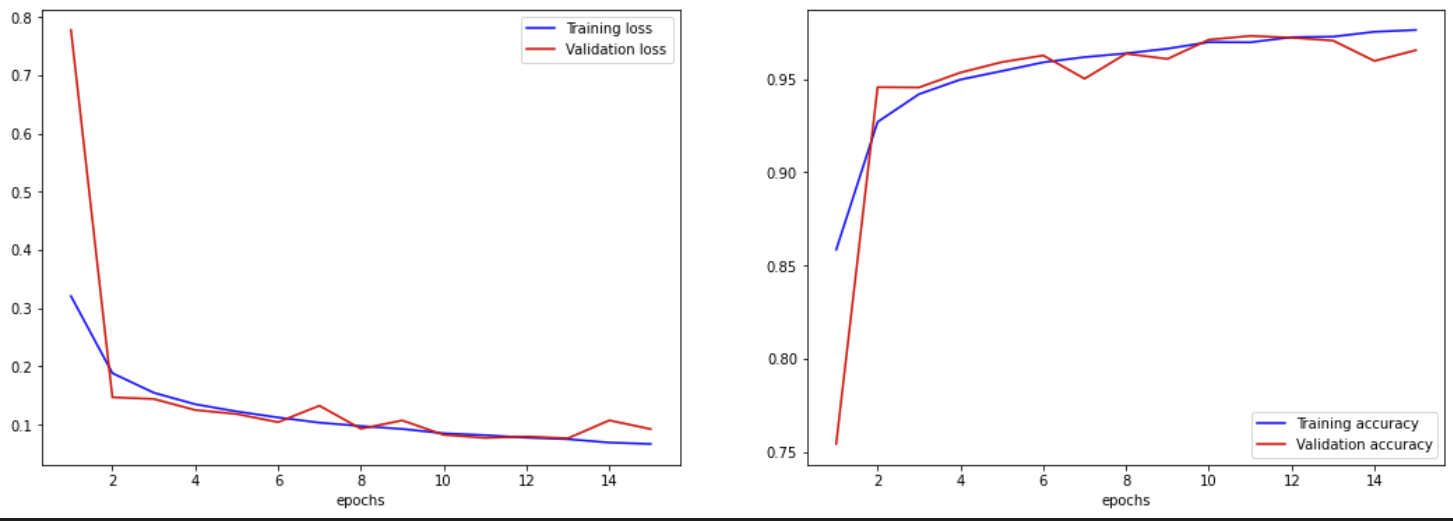 0.8
0.7
0.6
0.5
0.4
0.3
0.2
0.1
2 4 6 8 10 12 14
epochs
Training loss
Validation loss
0.95
0.90
0.85
0.80
0.75
2 4 6 8 10 12 14
epochs
Training accuracy
Validation accuracy